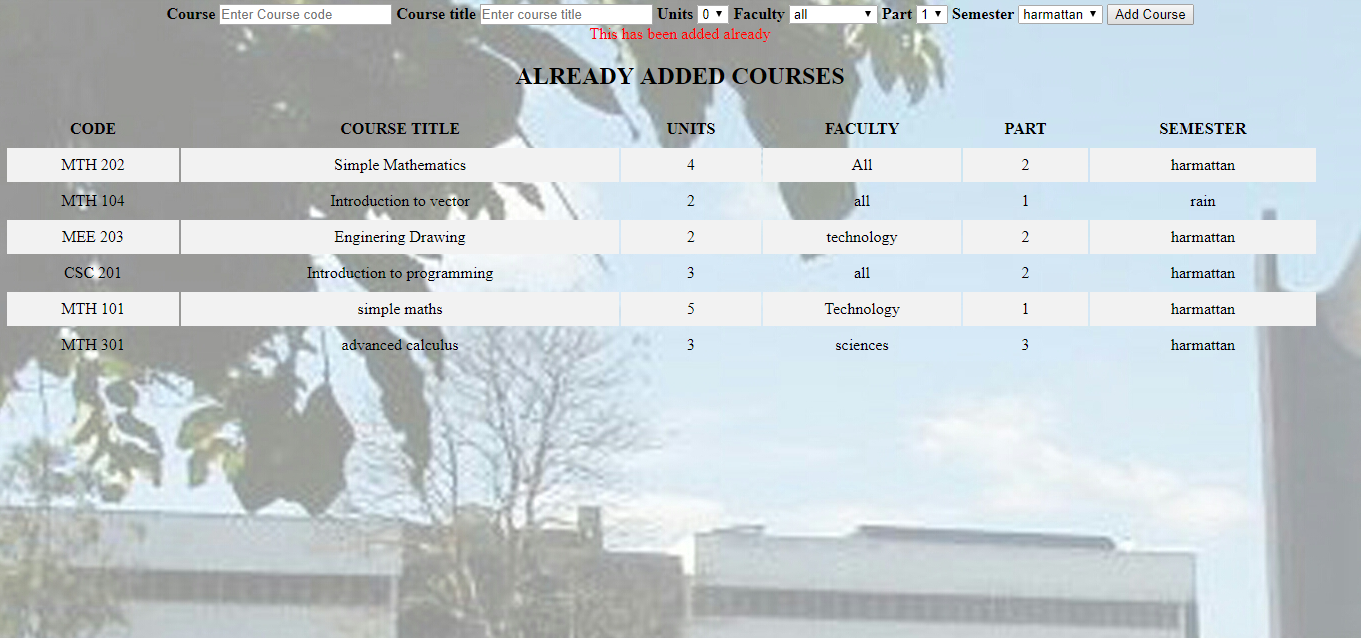 Course Enter Course code Course title Enter course title Units 0 Faculty all Part 1 Semester harmattan Add Course
This has been added already
ALREADY ADDED COURSES
CODE COURSE TITLE UNITS FACULTY PART SEMESTER
MTH 202 Simple Mathematics 4 All 2 harmattan
MTH 104 Introduction to vector 2 all 1 rain
MEE 203 Enginering Drawing 2 technology 2 harmattan
CSC 201 Introduction to programming 3 all 2 harmattan
MTH 101 simple maths 5 Technology 1 harmattan
MTH 301 advanced calculus 3 sciences 3 harmattan